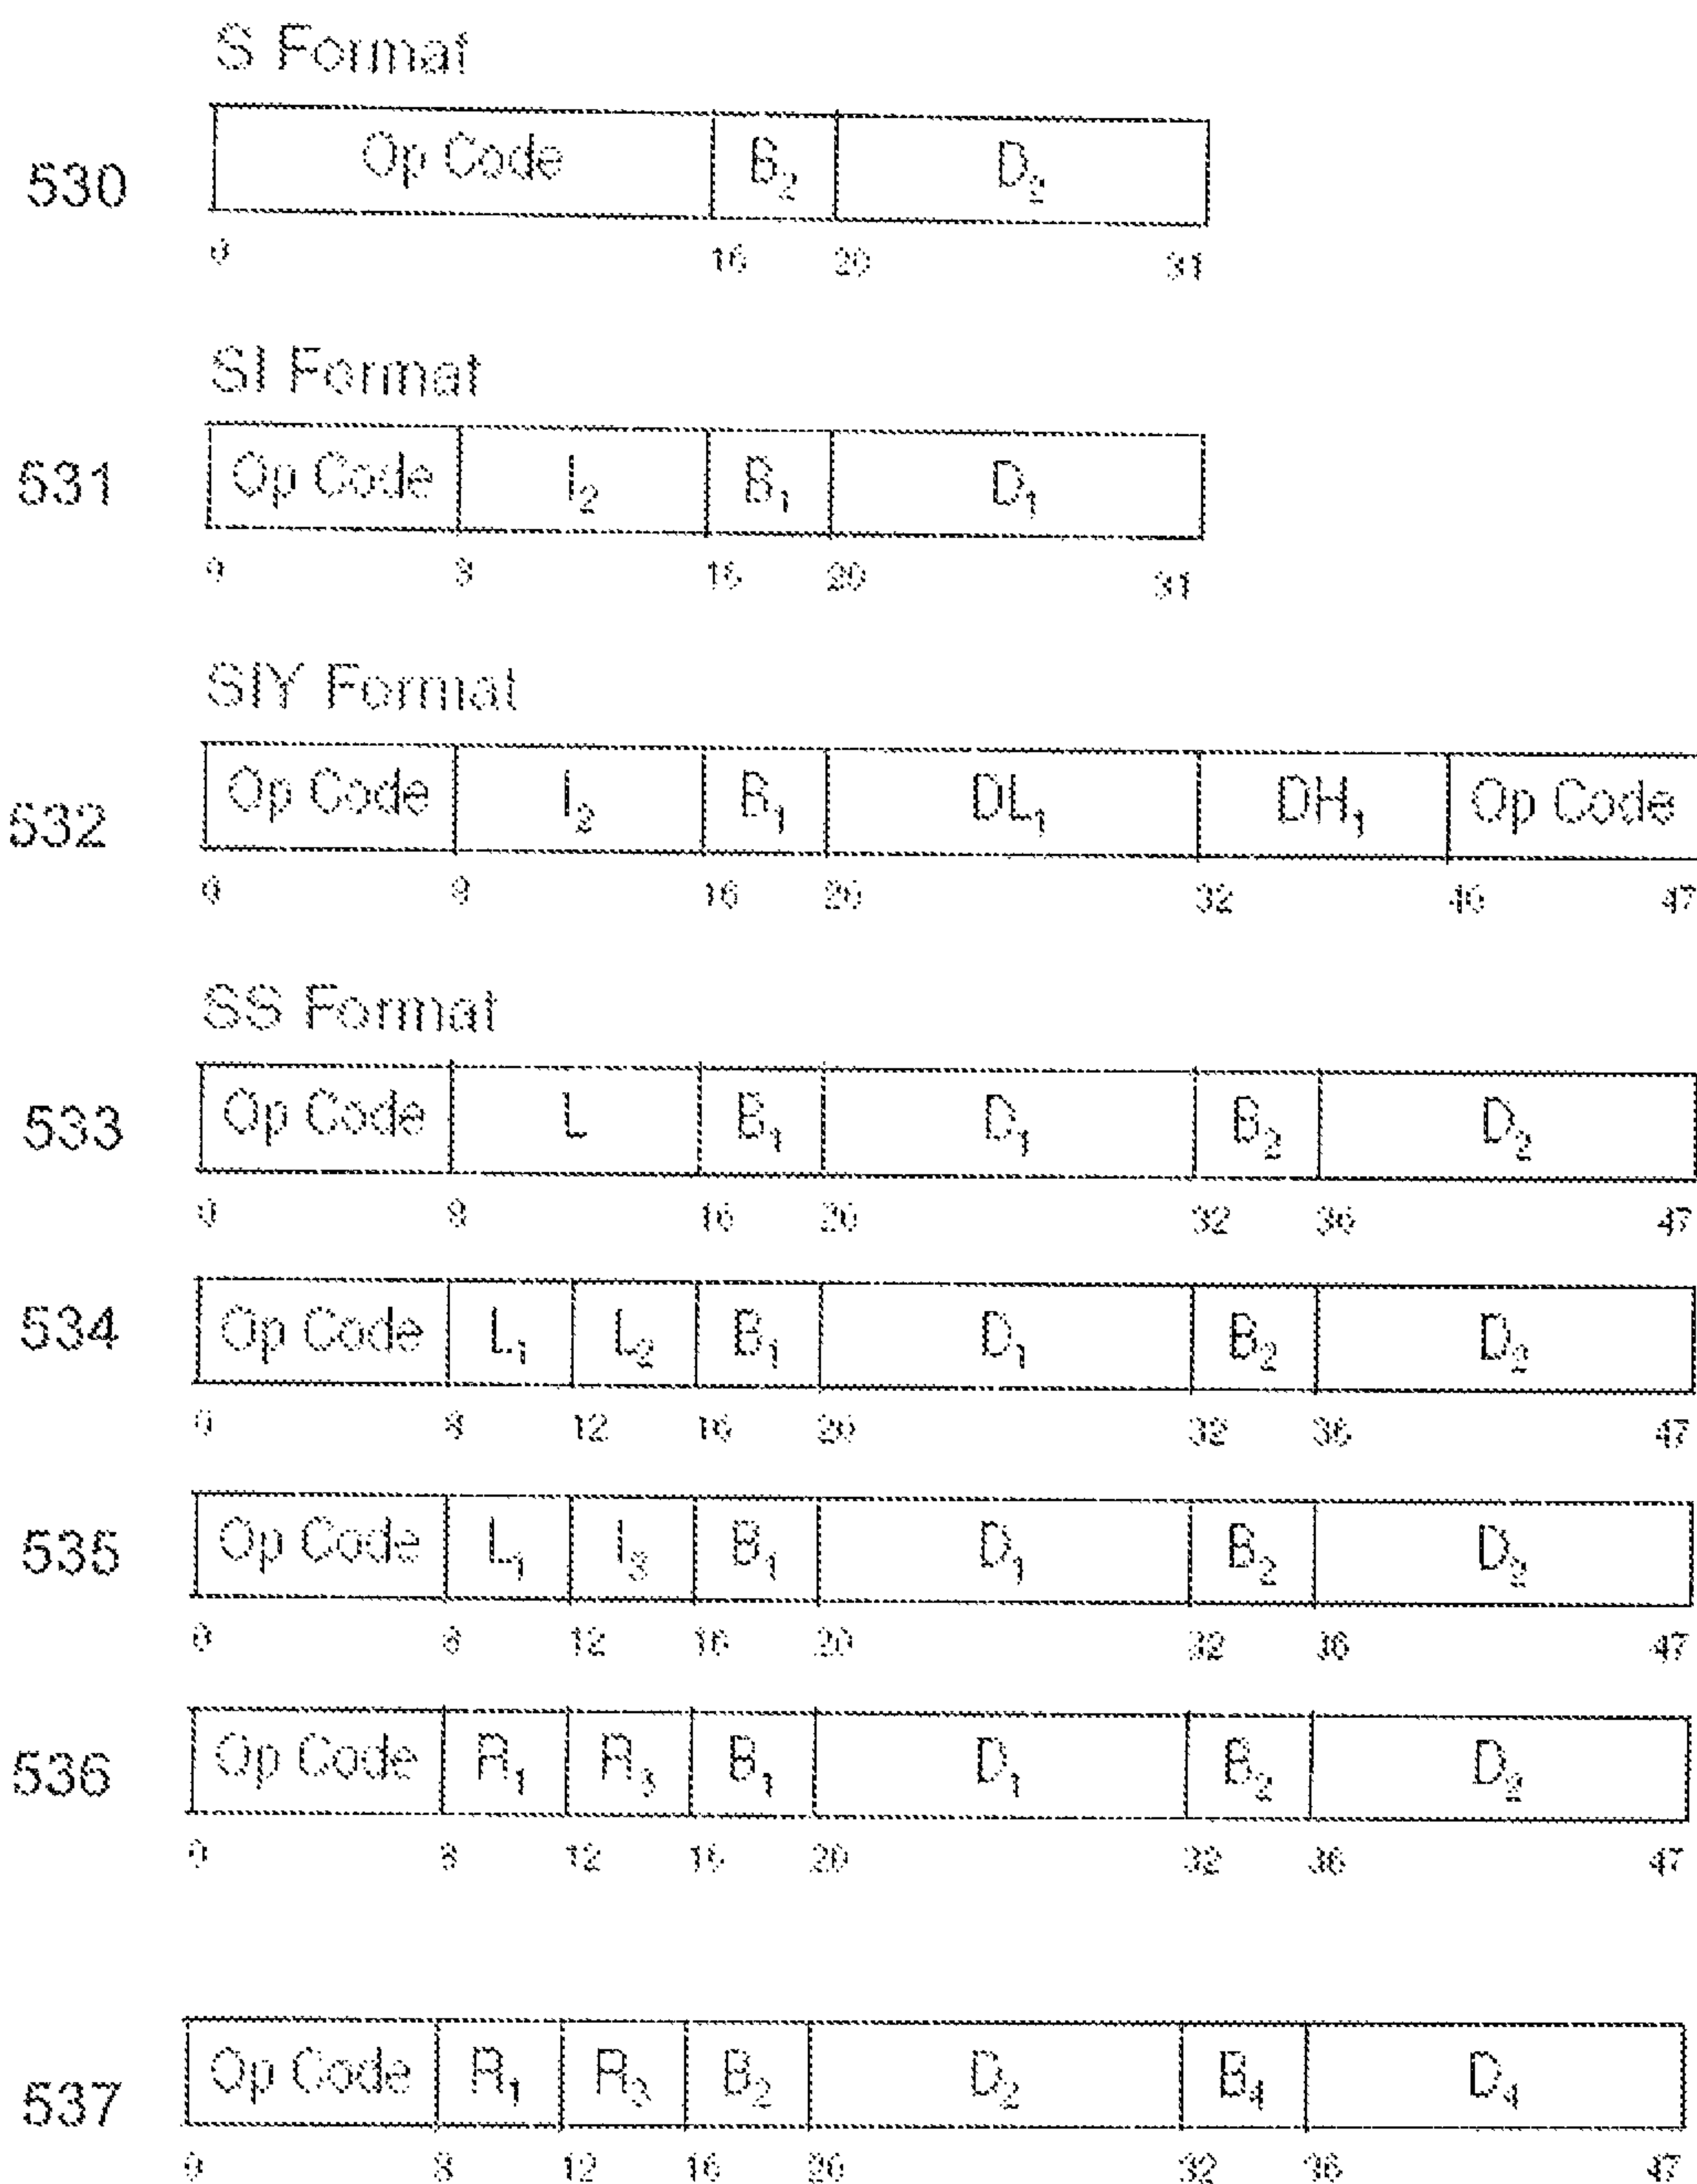 S Format
530 Op Code B₂ D₂
0 16 20 31
SI Format
531 Op Code I₂ B₁ D₁
0 8 16 20 31
SIY Format
532 Op Code I₂ B₁ DL₁ DH₁ Op Code
0 8 16 20 32 40 47
SS Format
533 Op Code L B₁ D₁ B₂ D₂
0 8 16 20 32 36 47
534 Op Code L₁ L₂ B₁ D₁ B₂ D₂
0 8 12 16 20 32 36 47
535 Op Code L₁ I₃ B₁ D₁ B₂ D₂
0 8 12 16 20 32 36 47
536 Op Code R₁ R₃ B₁ D₁ B₂ D₂
0 8 12 16 20 32 36 47
537 Op Code R₁ R₃ B₂ D₂ B₄ D₄
0 8 12 16 20 32 36 47